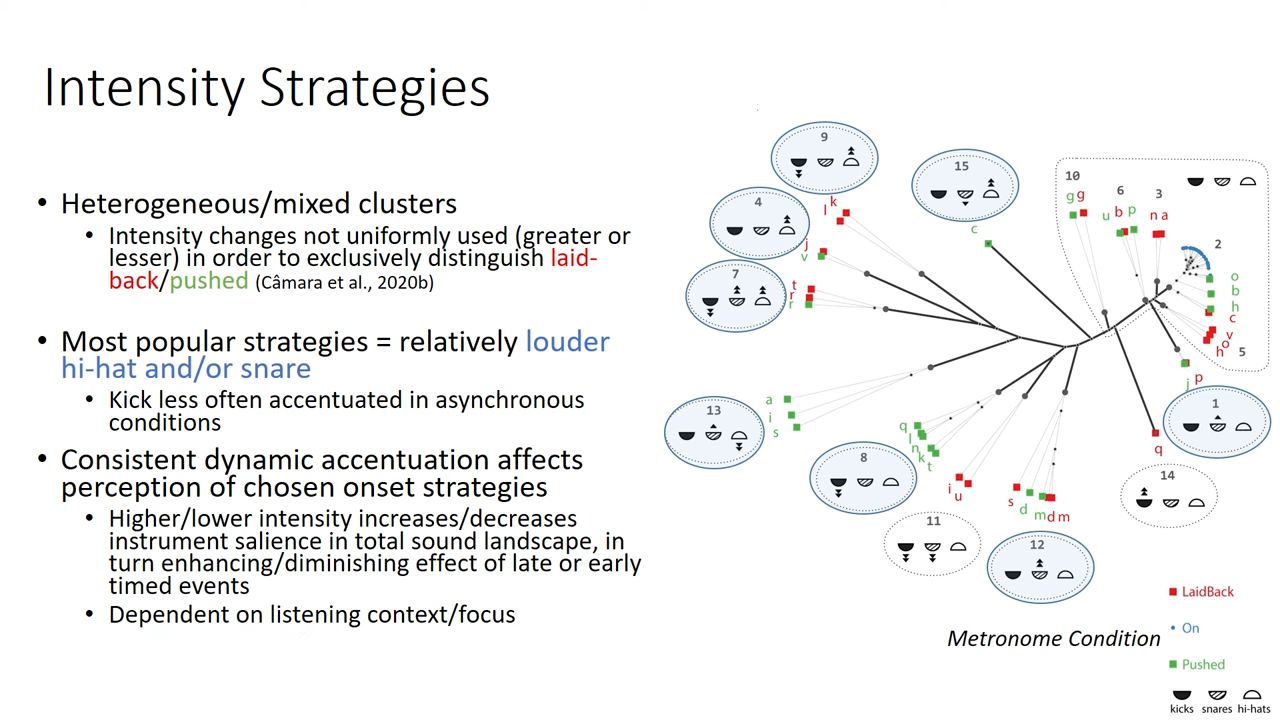 Intensity Strategies
• Heterogeneous/mixed clusters
• Intensity changes not uniformly used (greater or
lesser) in order to exclusively distinguish laid-
back/pushed (Câmara et al., 2020b)
• Most popular strategies = relatively louder
hi-hat and/or snare
• Kick less often accentuated in asynchronous
conditions
• Consistent dynamic accentuation affects
perception of chosen onset strategies
• Higher/lower intensity increases/decreases
instrument salience in total sound landscape, in
turn enhancing/diminishing effect of late or early
timed events
• Dependent on listening context/focus
9
15
10
6
3
4
2
7
5
13
1
8
14
11
12
k
l
j
v
t
r
r
c
g g
u b p
n a
o
b
h
c
v
o
h
p
j
q
a
i
s
q
l
n
k
t
i u
s d m d m
Metronome Condition
LaidBack
On
Pushed
kicks snares hi-hats